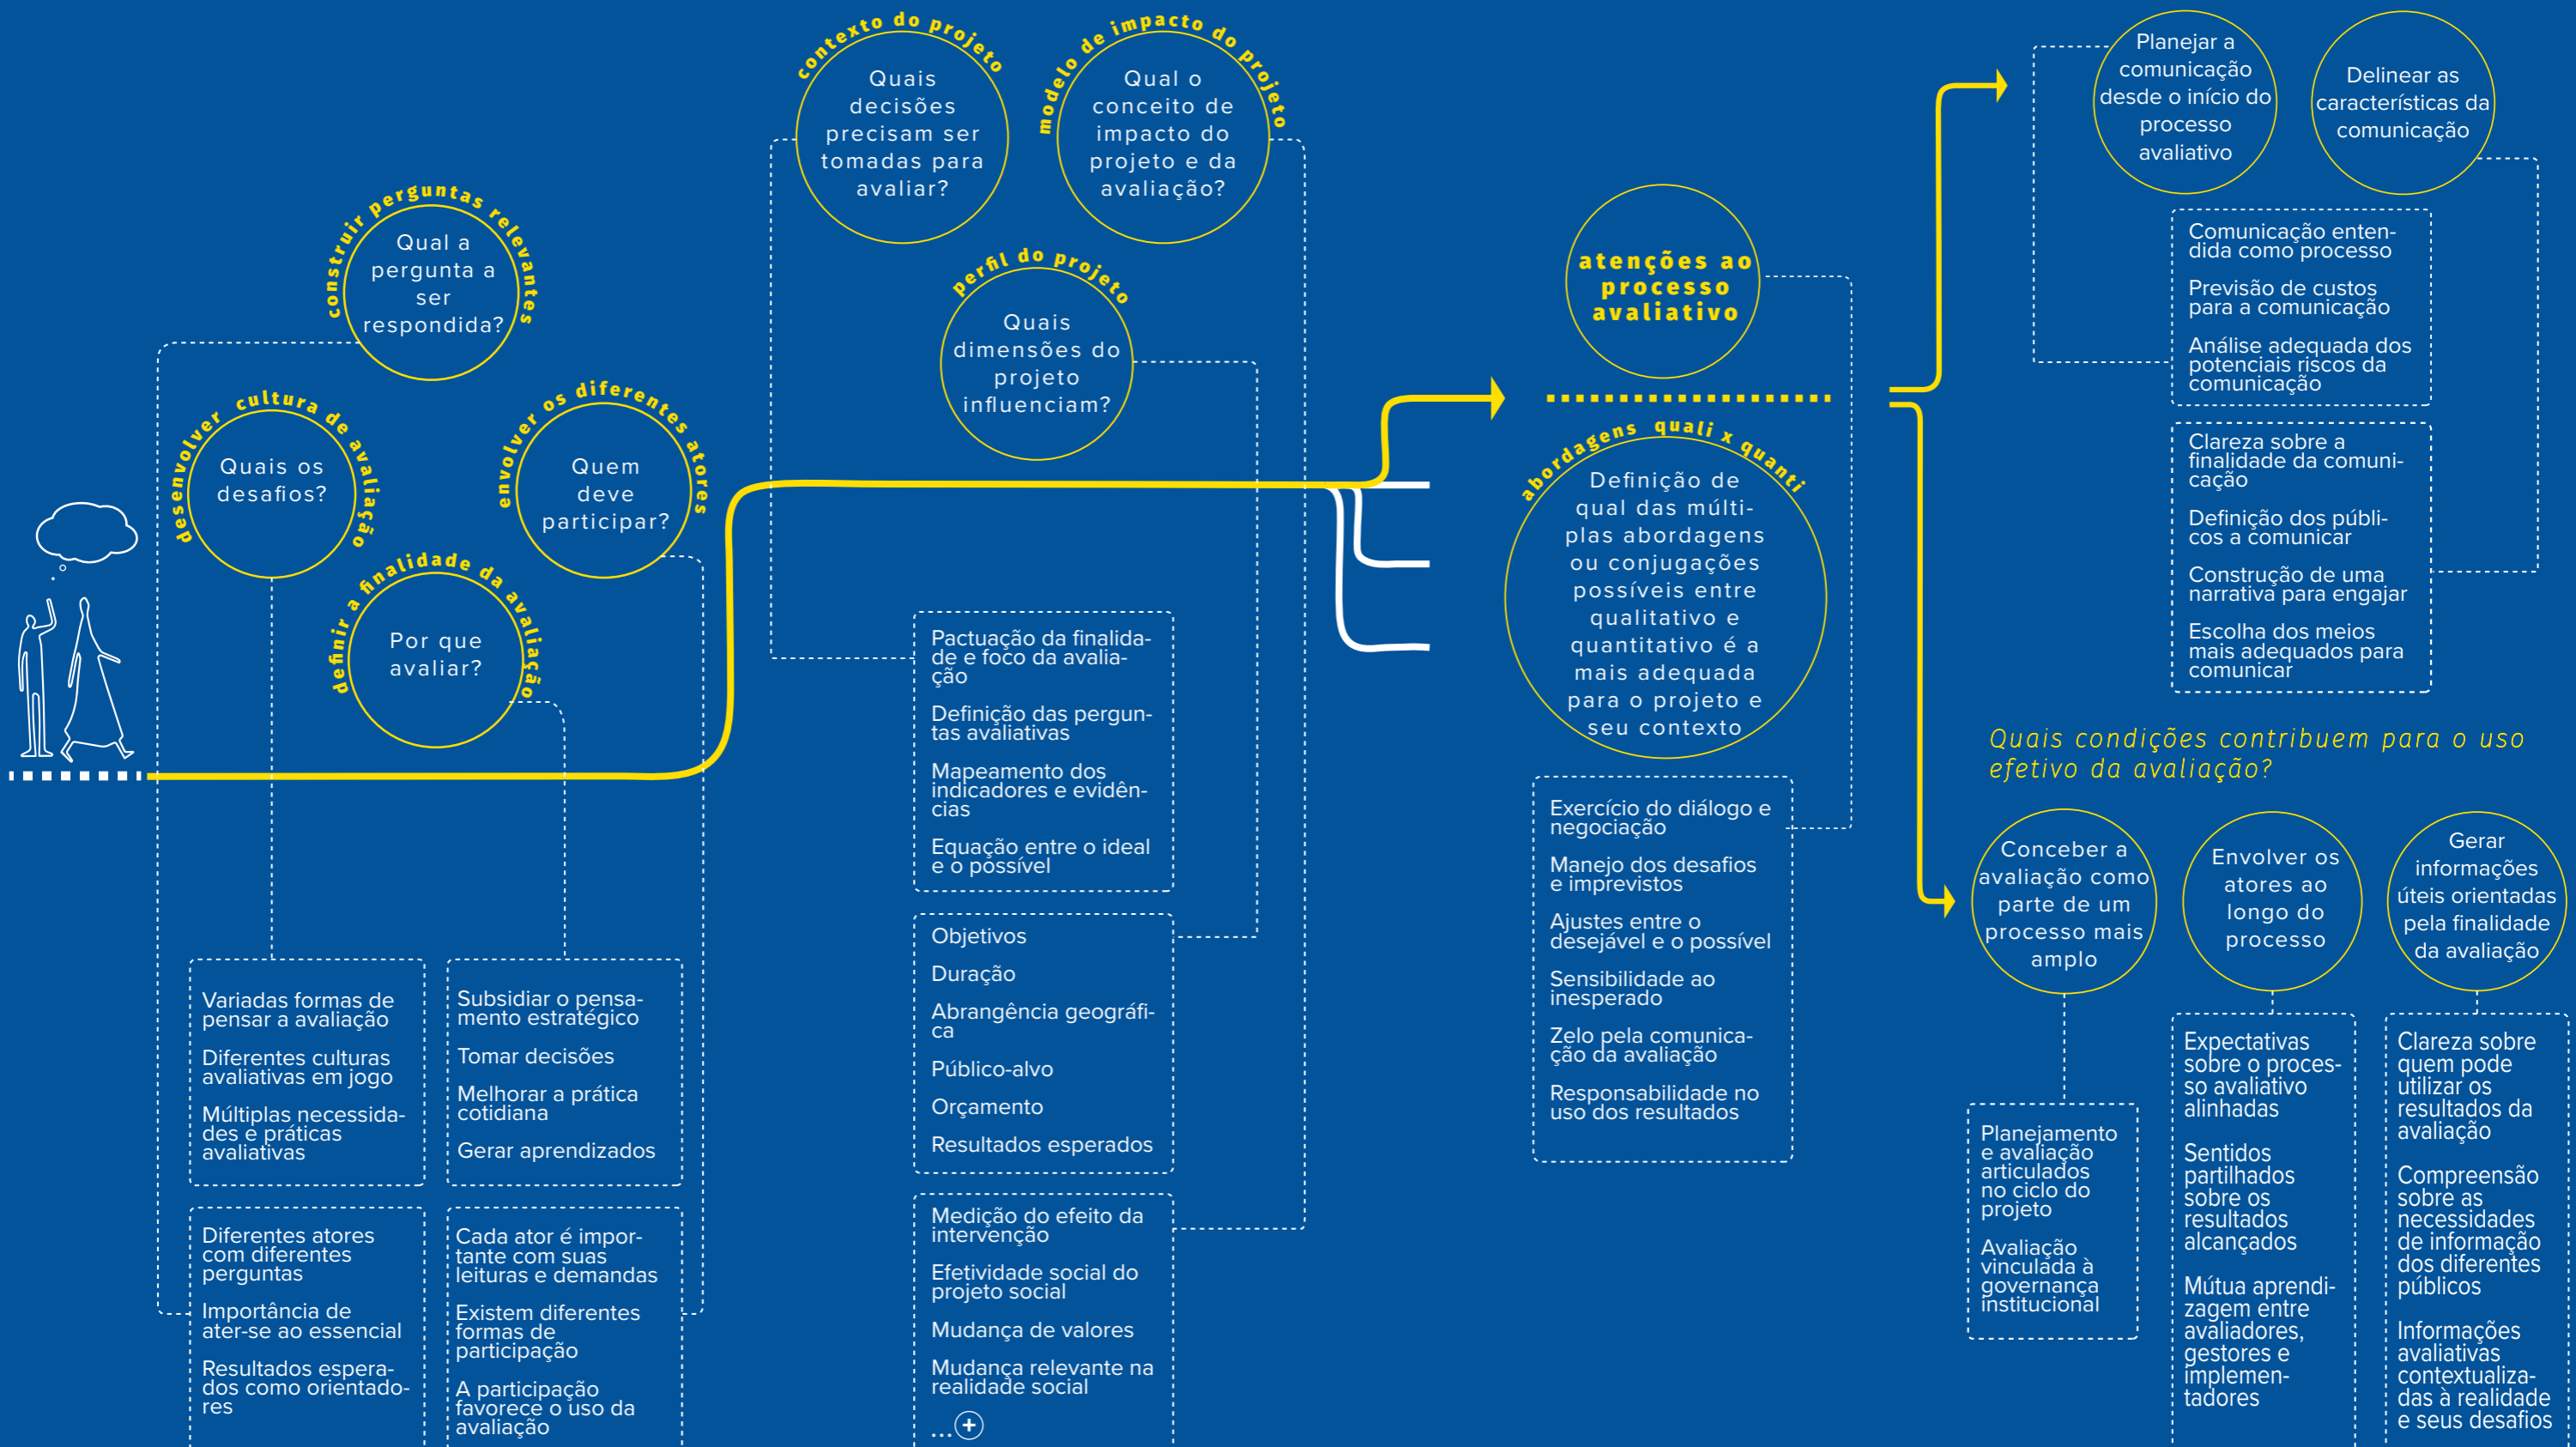 construir perguntas relevantes
Qual a
pergunta a
ser
respondida?
desenvolver cultura de avaliação
Quais os
desafios?
envolver os diferentes atores
Quem
deve
participar?
definir a finalidade da avaliação
Por que
avaliar?
Variadas formas de
pensar a avaliação
Diferentes culturas
avaliativas em jogo
Múltiplas necessida-
des e práticas
avaliativas
Subsidiar o pensa-
mento estratégico
Tomar decisões
Melhorar a prática
cotidiana
Gerar aprendizados
Diferentes atores
com diferentes
perguntas
Importância de
ater-se ao essencial
Resultados espera-
dos como orientado-
res
Cada ator é impor-
tante com suas
leituras e demandas
Existem diferentes
formas de
participação
A participação
favorece o uso da
avaliação
contexto do projeto
Quais
decisões
precisam ser
tomadas para
avaliar?
modelo de impacto do projeto
Qual o
conceito de
impacto do
projeto e da
avaliação?
perfil do projeto
Quais
dimensões do
projeto
influenciam?
Pactuação da finalida-
de e foco da avalia-
ção
Definição das pergun-
tas avaliativas
Mapeamento dos
indicadores e evidên-
cias
Equação entre o ideal
e o possível
Objetivos
Duração
Abrangência geográfi-
ca
Público-alvo
Orçamento
Resultados esperados
Medição do efeito da
intervenção
Efetividade social do
projeto social
Mudança de valores
Mudança relevante na
realidade social
...+
atenções ao
processo
avaliativo
abordagens quali x quanti
Definição de
qual das múlti-
plas abordagens
ou conjugações
possíveis entre
qualitativo e
quantitativo é a
mais adequada
para o projeto e
seu contexto
Exercício do diálogo e
negociação
Manejo dos desafios
e imprevistos
Ajustes entre o
desejável e o possível
Sensibilidade ao
inesperado
Zelo pela comunica-
ção da avaliação
Responsabilidade no
uso dos resultados
Planejar a
comunicação
desde o início do
processo
avaliativo
Delinear as
características da
comunicação
Comunicação enten-
dida como processo
Previsão de custos
para a comunicação
Análise adequada dos
potenciais riscos da
comunicação
Clareza sobre a
finalidade da comuni-
cação
Definição dos públi-
cos a comunicar
Construção de uma
narrativa para engajar
Escolha dos meios
mais adequados para
comunicar
Quais condições contribuem para o uso
efetivo da avaliação?
Conceber a
avaliação como
parte de um
processo mais
amplo
Envolver os
atores ao
longo do
processo
Gerar
informações
úteis orientadas
pela finalidade
da avaliação
Planejamento
e avaliação
articulados
no ciclo do
projeto
Avaliação
vinculada à
governança
institucional
Expectativas
sobre o proces-
so avaliativo
alinhadas
Sentidos
partilhados
sobre os
resultados
alcançados
Mútua aprendi-
zagem entre
avaliadores,
gestores e
implemen-
tadores
Clareza sobre
quem pode
utilizar os
resultados da
avaliação
Compreensão
sobre as
necessidades
de informação
dos diferentes
públicos
Informações
avaliativas
contextualiza-
das à realidade
e seus desafios